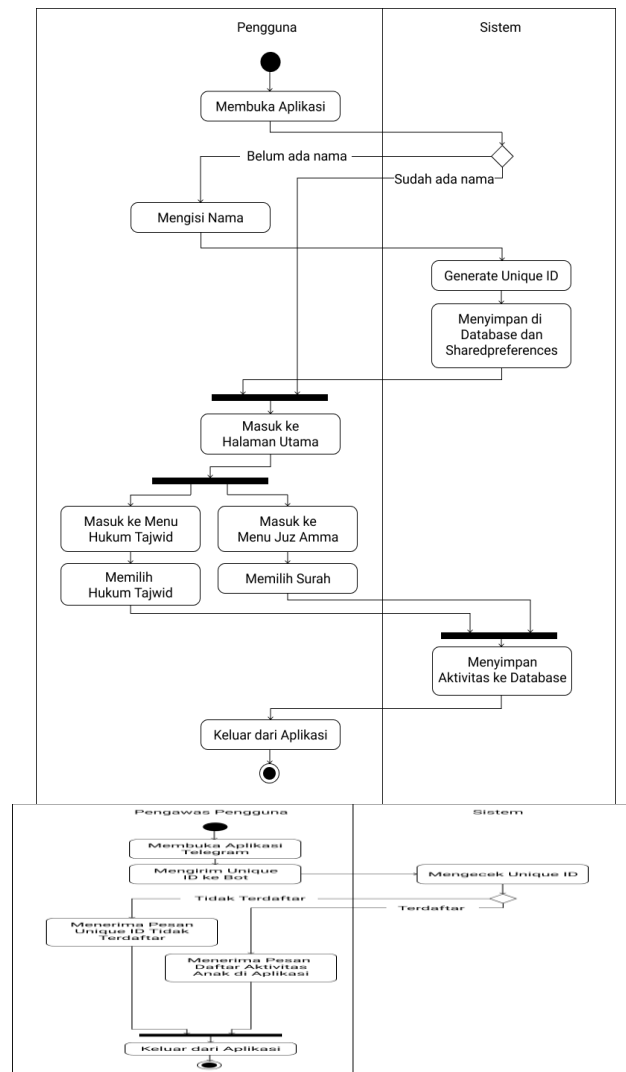 Pengguna
Sistem
Membuka Aplikasi
Belum ada nama
Sudah ada nama
Mengisi Nama
Generate Unique ID
Menyimpan di
Database dan
Sharedpreferences
Masuk ke
Halaman Utama
Masuk ke Menu
Hukum Tajwid
Masuk ke
Menu Juz Amma
Memilih
Hukum Tajwid
Memilih Surah
Menyimpan
Aktivitas ke Database
Keluar dari Aplikasi
Pengawas Pengguna
Sistem
Membuka Aplikasi
Telegram
Mengirim Unique
ID ke Bot
Mengecek Unique ID
Tidak Terdaftar
Terdaftar
Menerima Pesan
Unique ID Tidak
Terdaftar
Menerima Pesan
Daftar Aktivitas
Anak di Aplikasi
Keluar dari Aplikasi